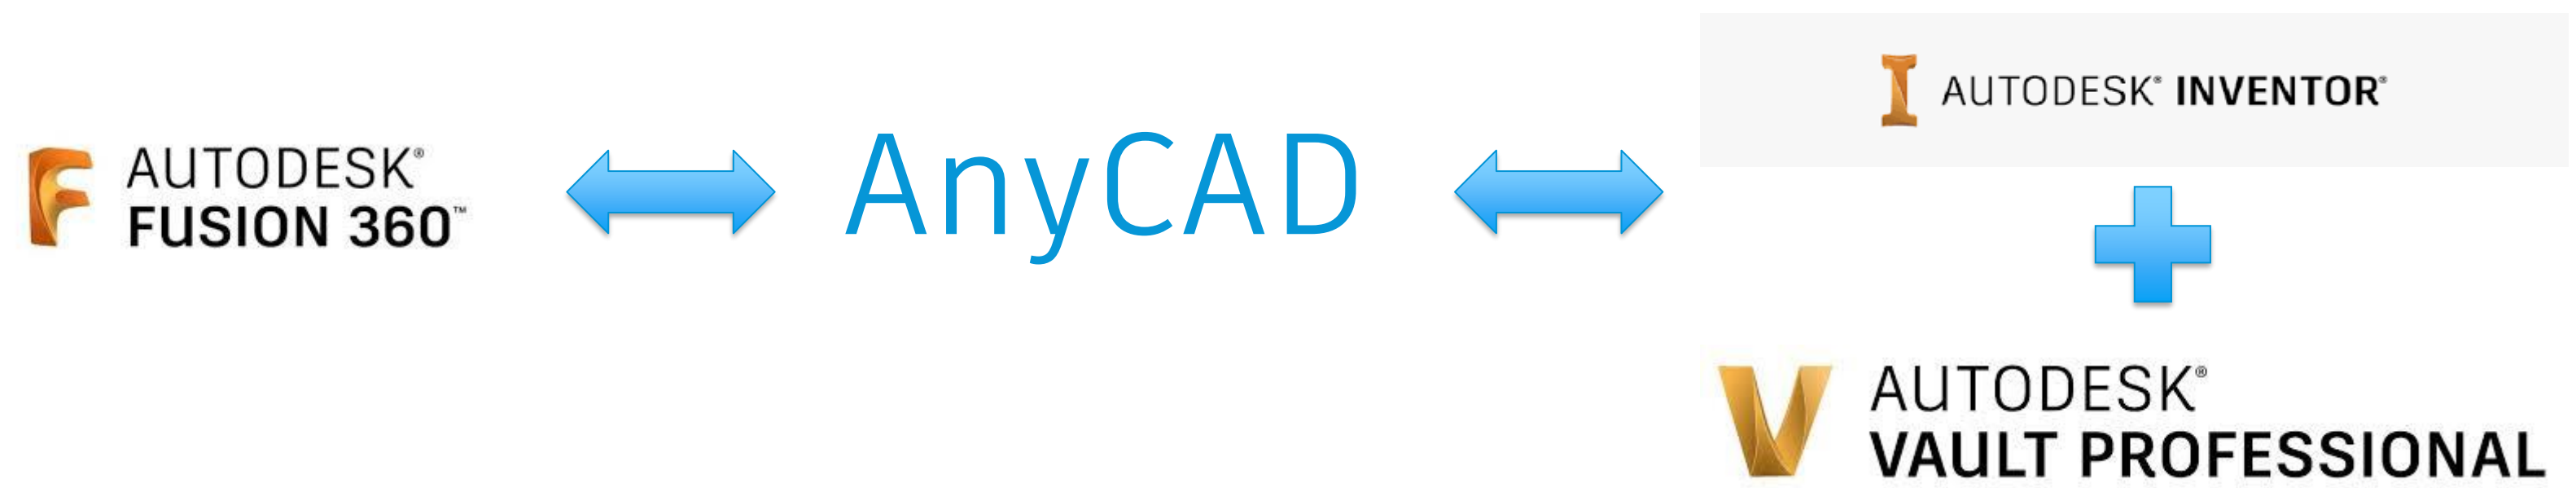 AUTODESK®
FUSION 360™
AnyCAD
AUTODESK® INVENTOR®
AUTODESK®
VAULT PROFESSIONAL